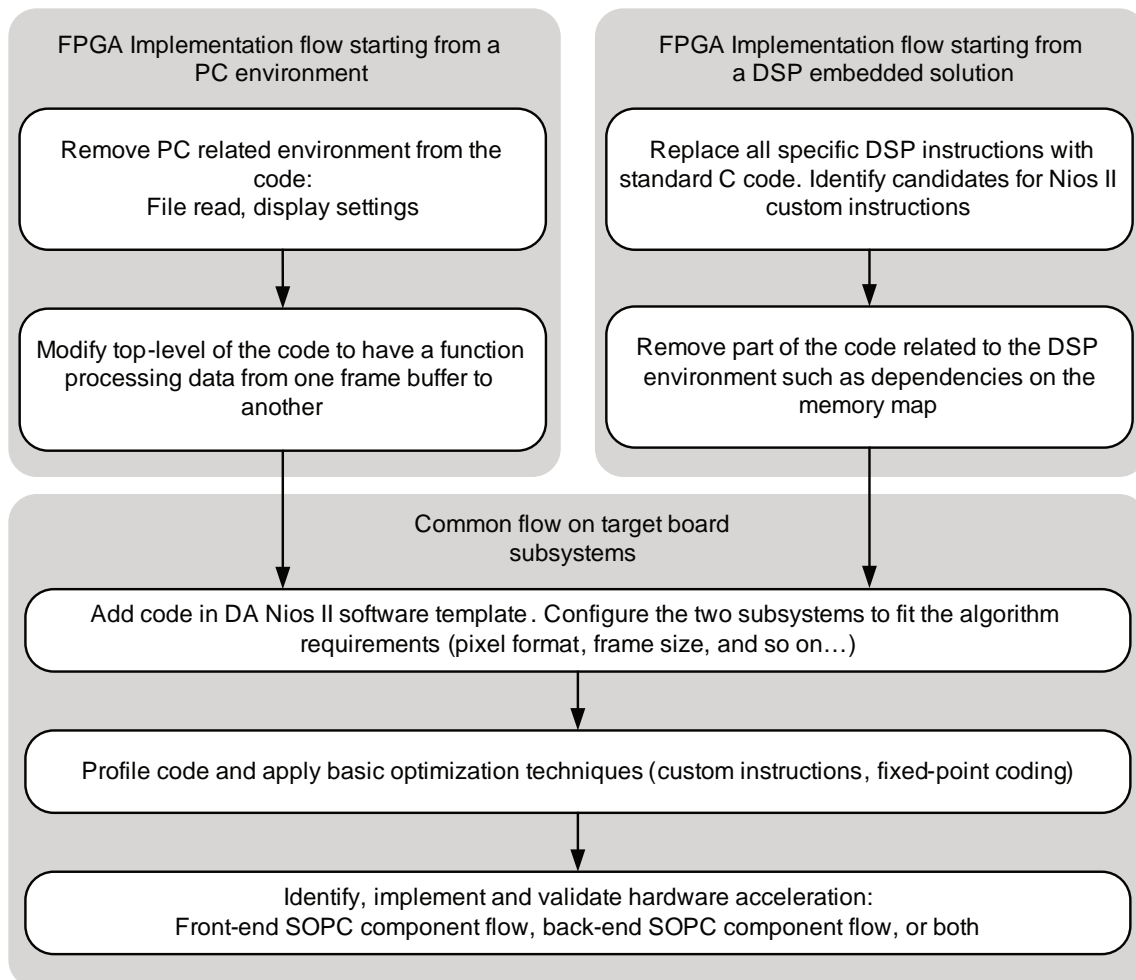 FPGA Implementation flow starting from a
PC environment
Remove PC related environment from the
code:
File read, display settings
Modify top-level of the code to have a function
processing data from one frame buffer to
another
FPGA Implementation flow starting from
a DSP embedded solution
Replace all specific DSP instructions with
standard C code. Identify candidates for Nios II
custom instructions
Remove part of the code related to the DSP
environment such as dependencies on the
memory map
Common flow on target board
subsystems
Add code in DA Nios II software template. Configure the two subsystems to fit the algorithm
requirements (pixel format, frame size, and so on…)
Profile code and apply basic optimization techniques (custom instructions, fixed-point coding)
Identify, implement and validate hardware acceleration:
Front-end SOPC component flow, back-end SOPC component flow, or both